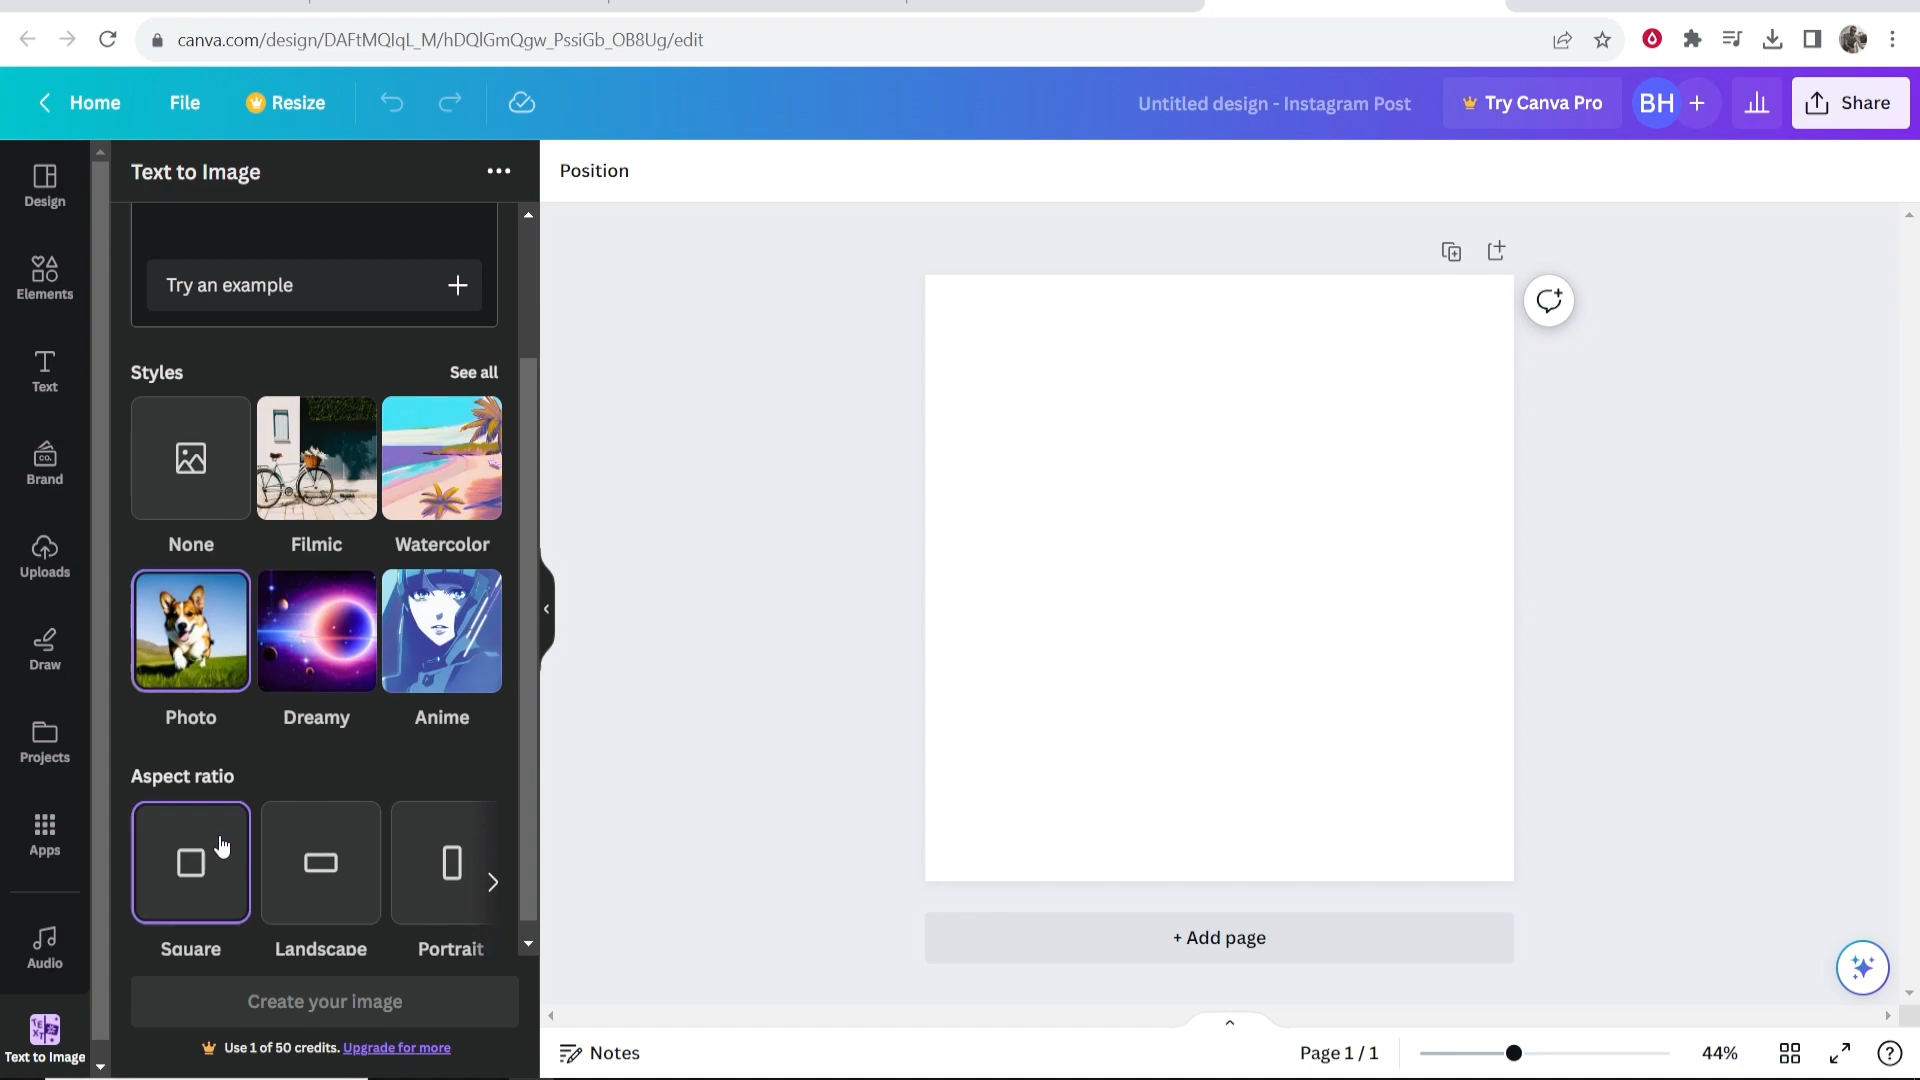 canva.com/design/DAFtMQlqL_M/hDQlGmQgw_PssiGb_OB8Ug/edit
Home
File
Resize
Untitled design - Instagram Post
Try Canva Pro
BH
+
Share
Design
Elements
Text
CO.
Brand
Uploads
Draw
Projects
Apps
Audio
TEXT
Text to Image
Text to Image
Try an example
Styles
See all
None
Filmic
Watercolor
Photo
Dreamy
Anime
Aspect ratio
Square
Landscape
Portrait
Create your image
Use 1 of 50 credits. Upgrade for more
Position
+ Add page
Notes
Page 1 / 1
44%
?